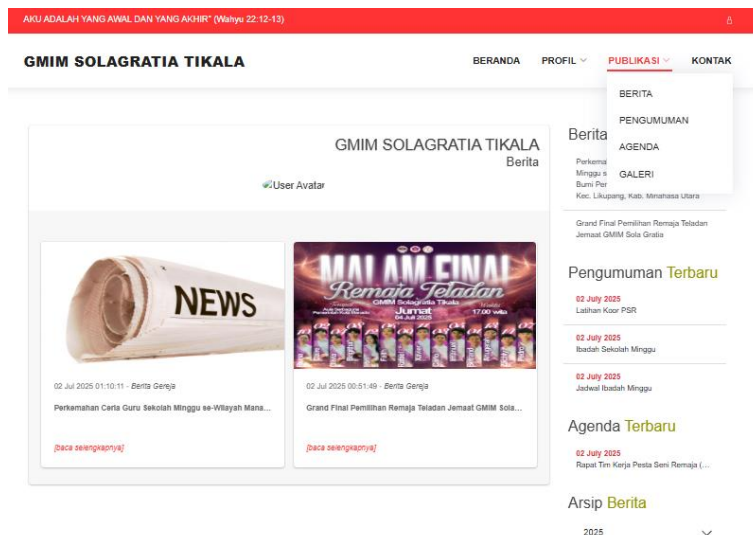 AKU ADALAH YANG AWAL DAN YANG AKHIR" (Wahyu 22:12-13)
GMIM SOLAGRATIA TIKALA
BERANDA PROFIL PUBLIKASI KONTAK
BERITA
PENGUMUMAN
AGENDA
GALERI
GMIM SOLAGRATIA TIKALA
Berita
User Avatar
NEWS
02 Jul 2025 01:10:11 - Berita Gereja
Perkemahan Ceria Guru Sekolah Minggu se-Wilayah Mana...
[baca selengkapnya]
MALAM FINAL
Remaja Teladan
GMIM Solagratia Tikala
Jumat
04 Juli 2025
17.00 wita
02 Jul 2025 00:51:49 - Berita Gereja
Grand Final Pemilihan Remaja Teladan Jemaat GMIM Sola...
[baca selengkapnya]
Berita
Perkema
Minggu s
Bumi Per
Kec. Likupang, Kab. Minahasa Utara
Grand Final Pemilihan Remaja Teladan
Jemaat GMIM Sola Gratia
Pengumuman Terbaru
02 July 2025
Latihan Koor PSR
02 July 2025
Ibadah Sekolah Minggu
02 July 2025
Jadwal Ibadah Minggu
Agenda Terbaru
02 July 2025
Rapat Tim Kerja Pesta Seni Remaja (...
Arsip Berita
2025